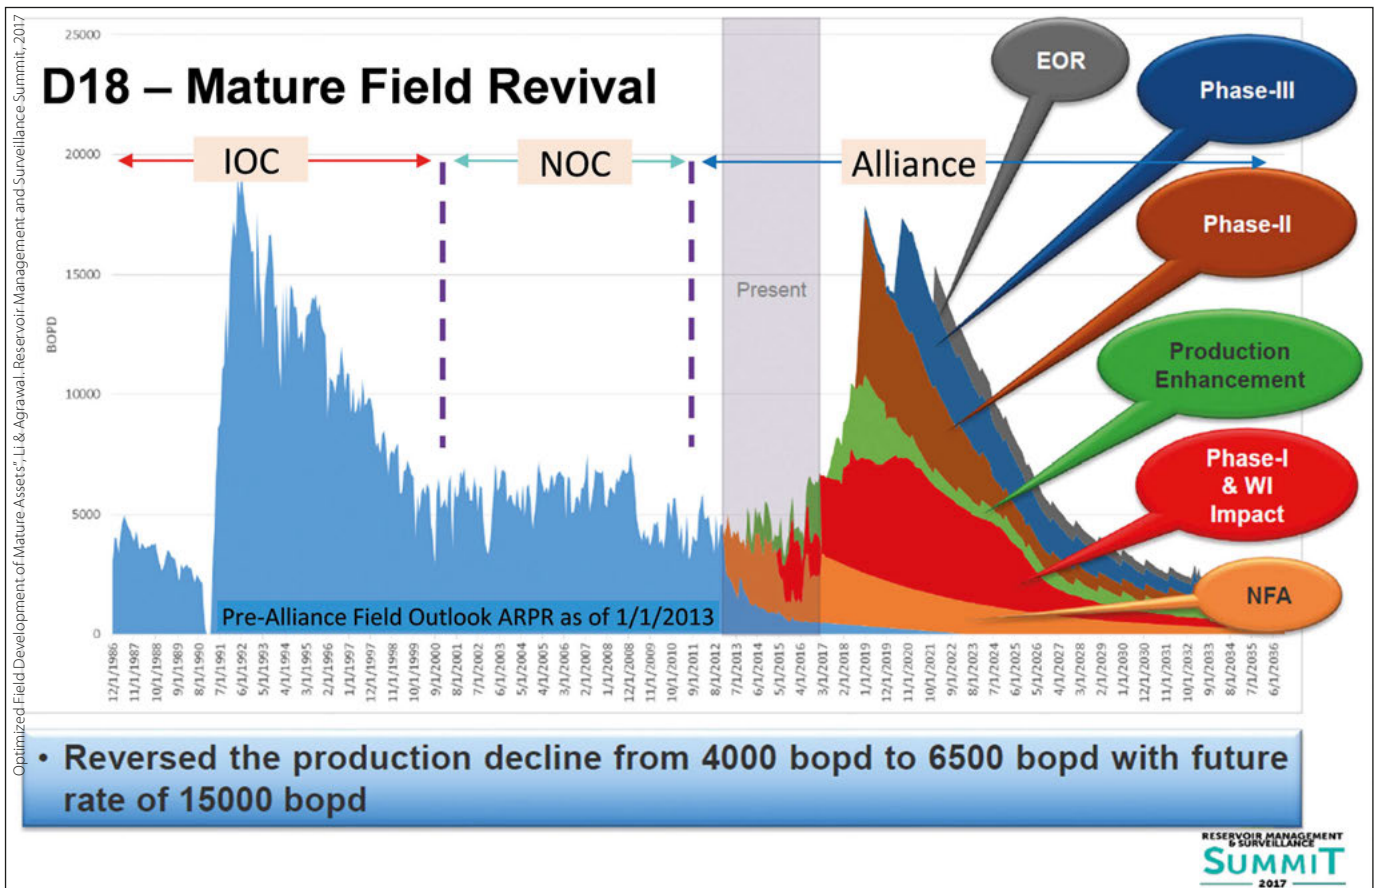 Optimized Field Development of Mature Assets", Li & Agrawal. Reservoir Management and Surveillance Summit, 2017
D18 – Mature Field Revival
IOC
NOC
Alliance
EOR
Phase-III
Phase-II
Production
Enhancement
Phase-I
& WI
Impact
NFA
Present
BOPD
25000
20000
15000
10000
5000
0
Pre-Alliance Field Outlook ARPR as of 1/1/2013
12/1/1986
11/1/1987
10/1/1988
9/1/1989
8/1/1990
7/1/1991
6/1/1992
5/1/1993
4/1/1994
3/1/1995
2/1/1996
1/1/1997
12/1/1997
11/1/1998
10/1/1999
9/1/2000
8/1/2001
7/1/2002
6/1/2003
5/1/2004
4/1/2005
3/1/2006
2/1/2007
1/1/2008
12/1/2008
11/1/2009
10/1/2010
9/1/2011
8/1/2012
7/1/2013
6/1/2014
5/1/2015
4/1/2016
3/1/2017
2/1/2018
1/1/2019
12/1/2019
11/1/2020
10/1/2021
9/1/2022
8/1/2023
7/1/2024
6/1/2025
5/1/2026
4/1/2027
3/1/2028
2/1/2029
1/1/2030
12/1/2030
11/1/2031
10/1/2032
9/1/2033
8/1/2034
7/1/2035
6/1/2036
• Reversed the production decline from 4000 bopd to 6500 bopd with future
rate of 15000 bopd
RESERVOIR MANAGEMENT
& SURVEILLANCE
SUMMIT
2017